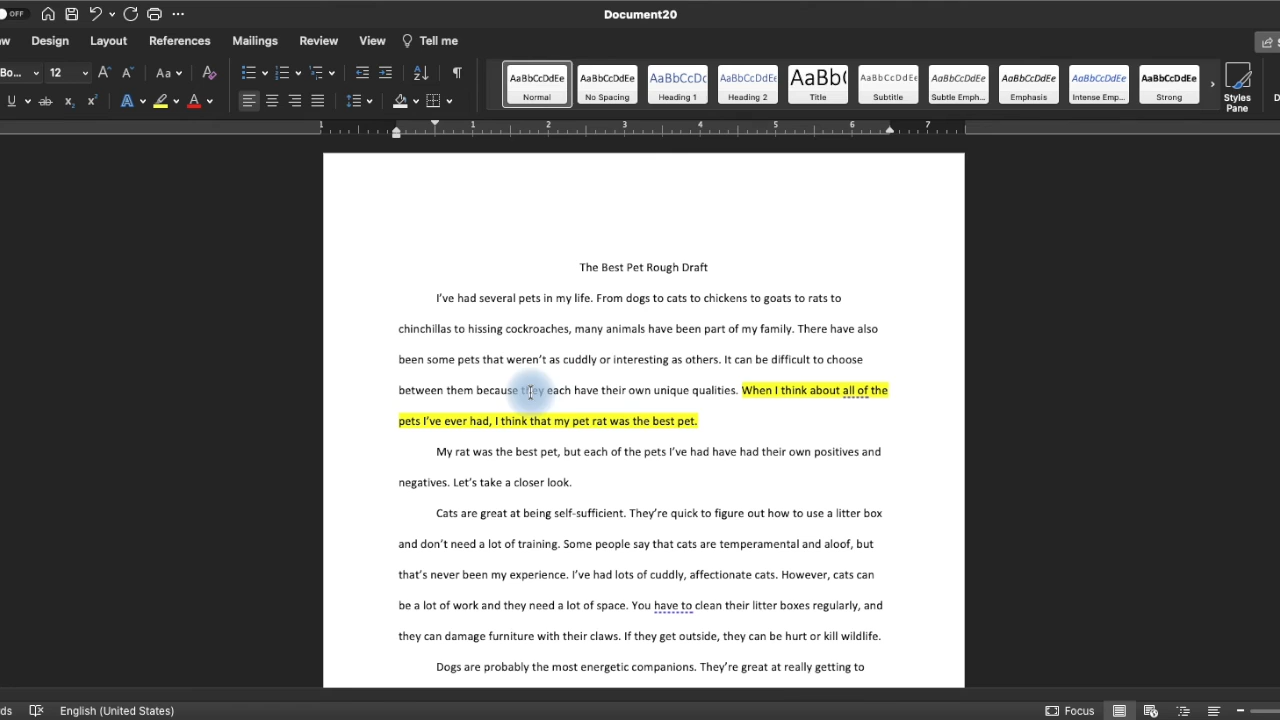 OFF Document20
Design Layout References Mailings Review View Tell me
12 Aa
AaBbCcDdEe AaBbCcDdEe AaBbCcDc AaBbCcDdEe AaBb( AaBbCcDdEe AaBbCcDdEe AaBbCcDdEe AaBbCcDdEe AaBbCcDdEe
Normal No Spacing Heading 1 Heading 2 Title Subtitle Subtle Emph... Emphasis Intense Emp... Strong Styles
Pane
1 1 2 3 4 5 6 7
The Best Pet Rough Draft
I’ve had several pets in my life. From dogs to cats to chickens to goats to rats to
chinchillas to hissing cockroaches, many animals have been part of my family. There have also
been some pets that weren’t as cuddly or interesting as others. It can be difficult to choose
between them because they each have their own unique qualities. When I think about all of the
pets I’ve ever had, I think that my pet rat was the best pet.
My rat was the best pet, but each of the pets I’ve had have had their own positives and
negatives. Let’s take a closer look.
Cats are great at being self-sufficient. They’re quick to figure out how to use a litter box
and don’t need a lot of training. Some people say that cats are temperamental and aloof, but
that’s never been my experience. I’ve had lots of cuddly, affectionate cats. However, cats can
be a lot of work and they need a lot of space. You have to clean their litter boxes regularly, and
they can damage furniture with their claws. If they get outside, they can be hurt or kill wildlife.
Dogs are probably the most energetic companions. They’re great at really getting to
English (United States) Focus